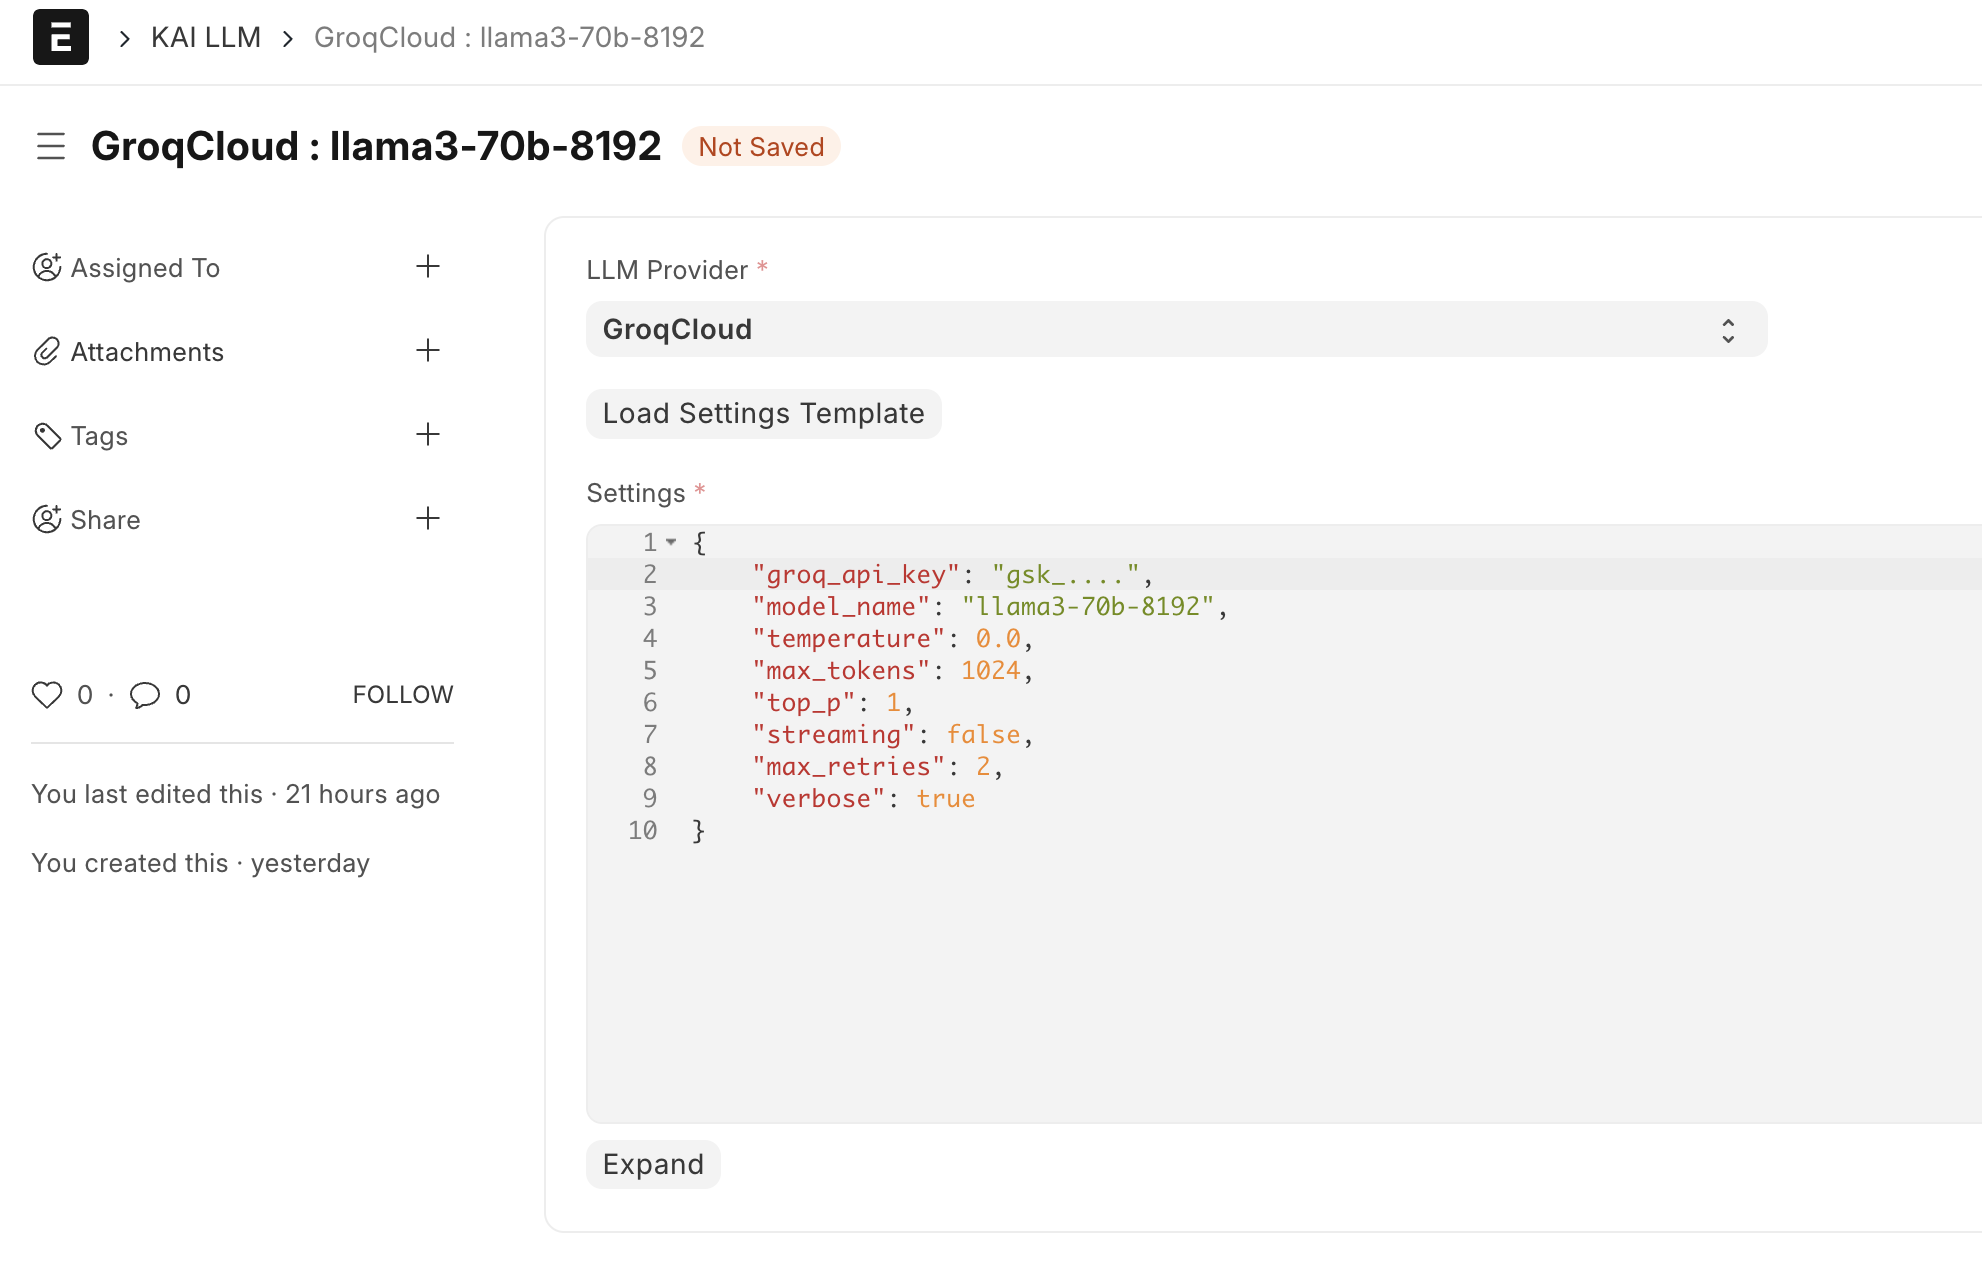 E > KAI LLM > GroqCloud : llama3-70b-8192
GroqCloud : llama3-70b-8192 Not Saved
Assigned To
Attachments
Tags
Share
0 · 0 FOLLOW
You last edited this · 21 hours ago
You created this · yesterday
LLM Provider *
GroqCloud
Load Settings Template
Settings *
1 {
2 "groq_api_key": "gsk_....",
3 "model_name": "llama3-70b-8192",
4 "temperature": 0.0,
5 "max_tokens": 1024,
6 "top_p": 1,
7 "streaming": false,
8 "max_retries": 2,
9 "verbose": true
10 }
Expand